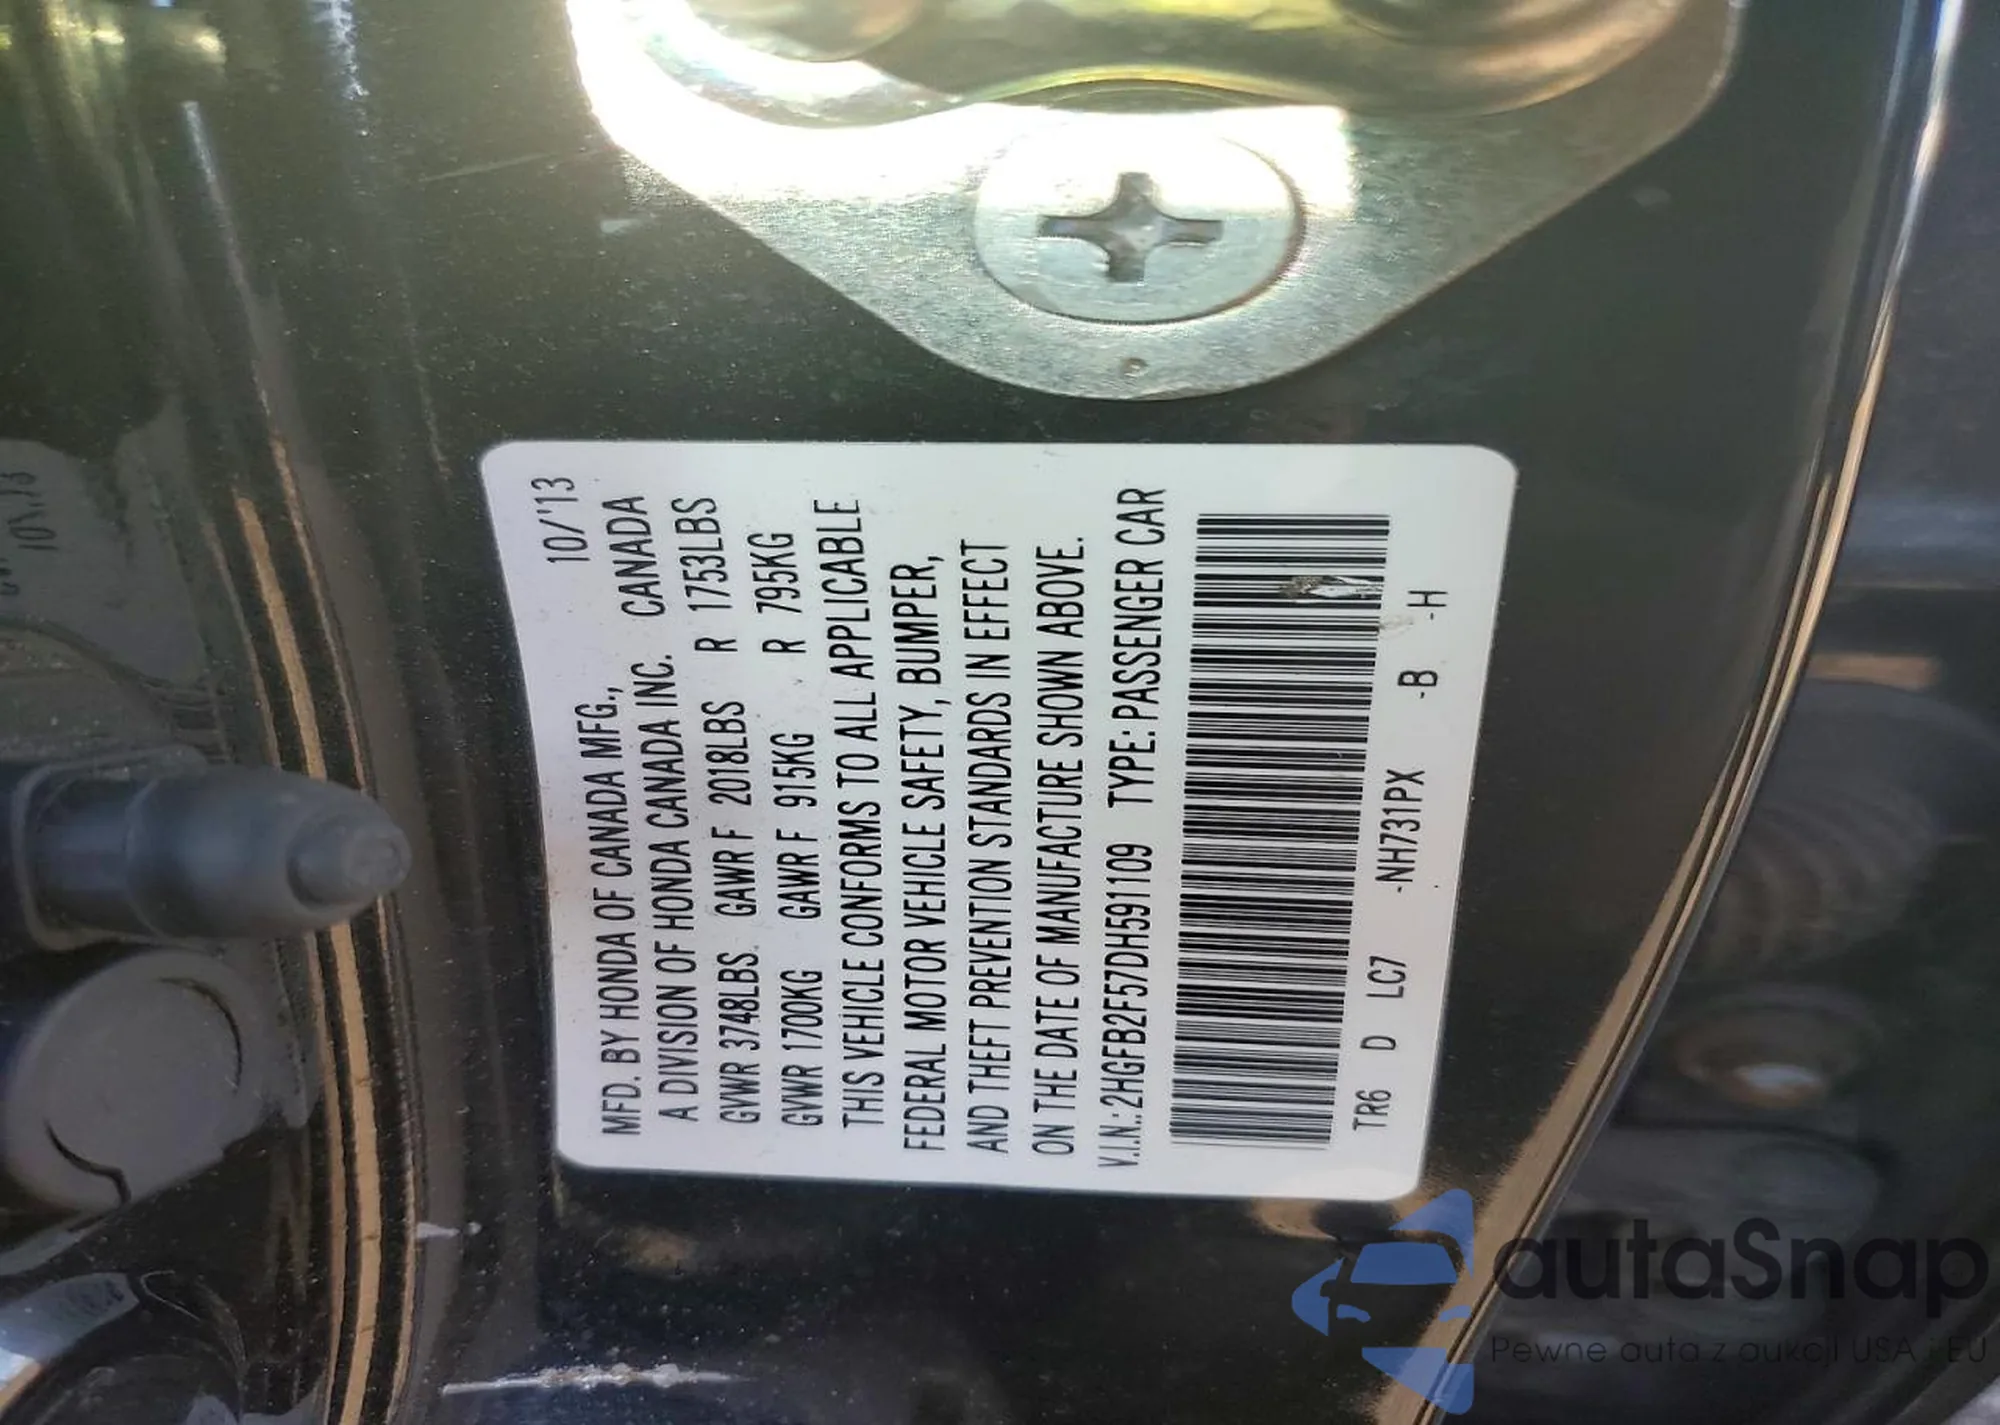 10/'13
MFD. BY HONDA OF CANADA MFG.,
A DIVISION OF HONDA CANADA INC. CANADA
GVWR 3748LBS. GAWR F 2018LBS R 1753LBS
GVWR 1700KG GAWR F 915KG R 795KG
THIS VEHICLE CONFORMS TO ALL APPLICABLE
FEDERAL MOTOR VEHICLE SAFETY, BUMPER,
AND THEFT PREVENTION STANDARDS IN EFFECT
ON THE DATE OF MANUFACTURE SHOWN ABOVE.
V.I.N.: 2HGFB2F57DH591109 TYPE: PASSENGER CAR
TR6 D LC7 -NH731PX -B -H
autaSnap
Pewne auta z aukcji USA i EU